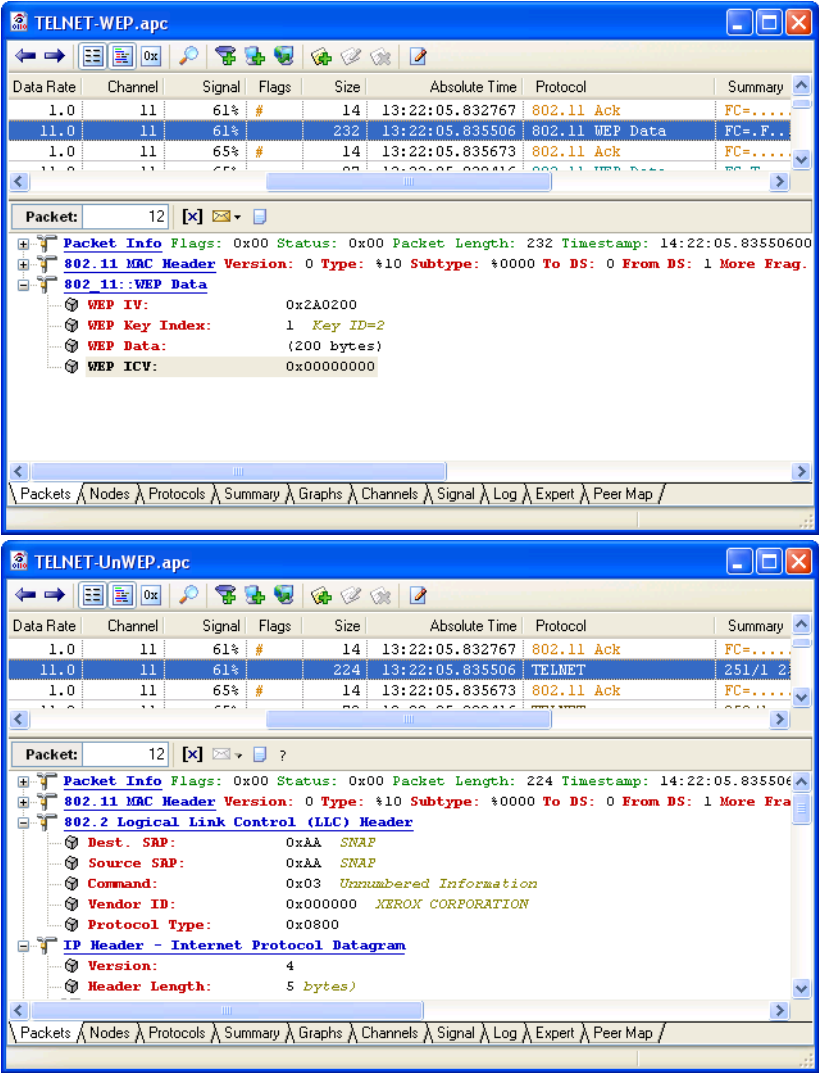 TELNET-WEP.apc
0x
Data Rate Channel Signal Flags Size Absolute Time Protocol Summary
1.0 11 61% # 14 13:22:05.832767 802.11 Ack FC=.....
11.0 11 61% 232 13:22:05.835506 802.11 WEP Data FC=.F...
1.0 11 65% # 14 13:22:05.835673 802.11 Ack FC=.....
Packet: 12 [x]
Packet Info Flags: 0x00 Status: 0x00 Packet Length: 232 Timestamp: 14:22:05.83550600
802.11 MAC Header Version: 0 Type: %10 Subtype: %0000 To DS: 0 From DS: 1 More Frag.
802_11::WEP Data
WEP IV: 0x2A0200
WEP Key Index: 1 Key ID=2
WEP Data: (200 bytes)
WEP ICV: 0x00000000
Packets Nodes Protocols Summary Graphs Channels Signal Log Expert Peer Map
TELNET-UnWEP.apc
0x
Data Rate Channel Signal Flags Size Absolute Time Protocol Summary
1.0 11 61% # 14 13:22:05.832767 802.11 Ack FC=.....
11.0 11 61% 224 13:22:05.835506 TELNET 251/1 2
1.0 11 65% # 14 13:22:05.835673 802.11 Ack FC=.....
Packet: 12 [x] ?
Packet Info Flags: 0x00 Status: 0x00 Packet Length: 224 Timestamp: 14:22:05.835506
802.11 MAC Header Version: 0 Type: %10 Subtype: %0000 To DS: 0 From DS: 1 More Fra
802.2 Logical Link Control (LLC) Header
Dest. SAP: 0xAA SNAP
Source SAP: 0xAA SNAP
Command: 0x03 Unnumbered Information
Vendor ID: 0x000000 XEROX CORPORATION
Protocol Type: 0x0800
IP Header - Internet Protocol Datagram
Version: 4
Header Length: 5 bytes)
Packets Nodes Protocols Summary Graphs Channels Signal Log Expert Peer Map